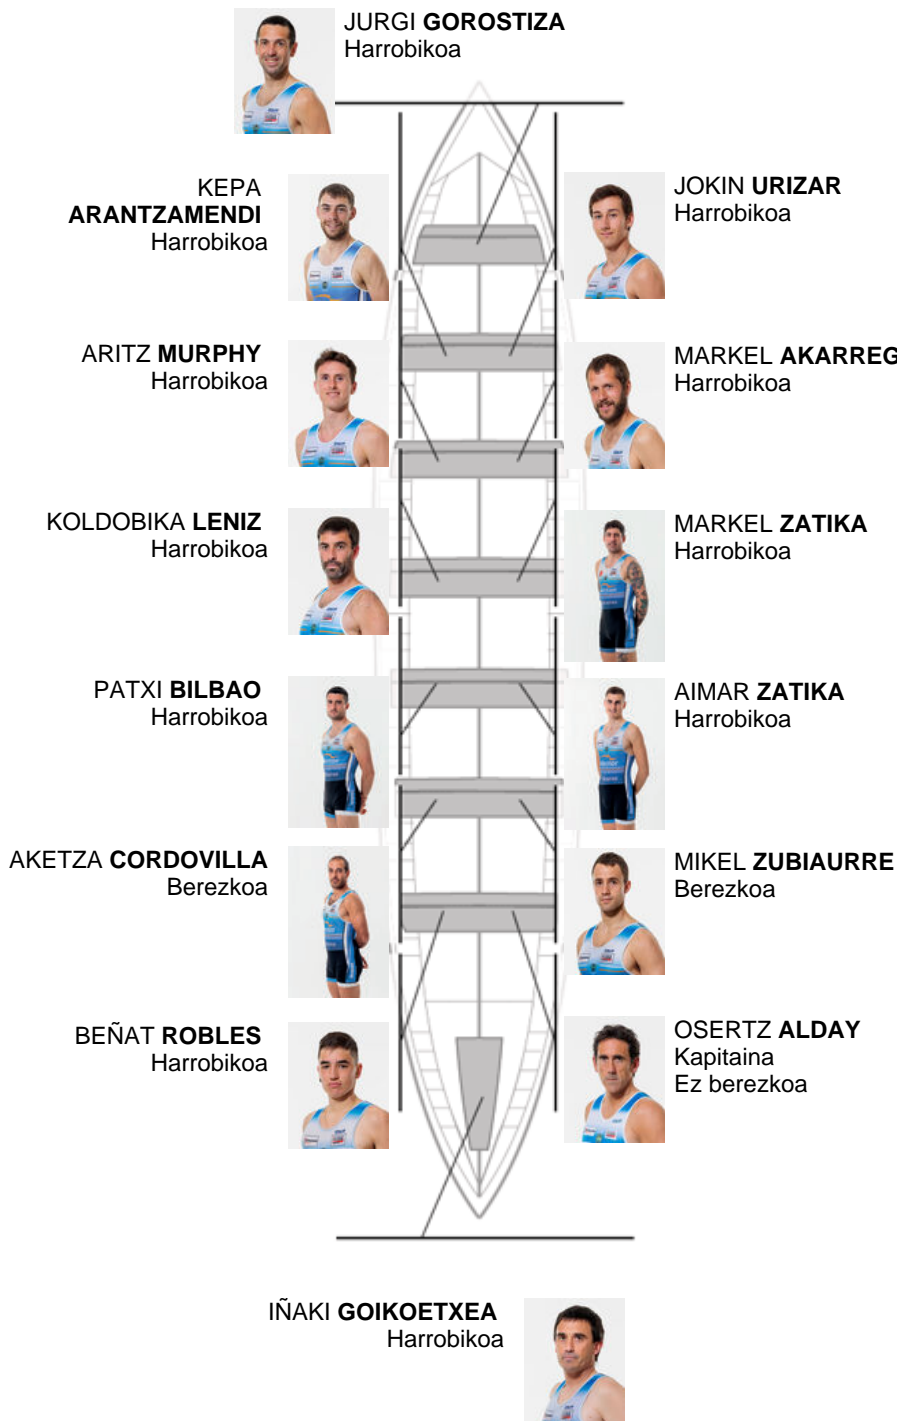 JURGI GOROSTIZA
Harrobikoa
KEPA
ARANTZAMENDI
Harrobikoa
JOKIN URIZAR
Harrobikoa
ARITZ MURPHY
Harrobikoa
MARKEL AKARREG
Harrobikoa
KOLDOBIKA LENIZ
Harrobikoa
MARKEL ZATIKA
Harrobikoa
PATXI BILBAO
Harrobikoa
AIMAR ZATIKA
Harrobikoa
AKETZA CORDOVILLA
Berezkoa
MIKEL ZUBIAURRE
Berezkoa
BEÑAT ROBLES
Harrobikoa
OSERTZ ALDAY
Kapitaina
Ez berezkoa
IÑAKI GOIKOETXEA
Harrobikoa